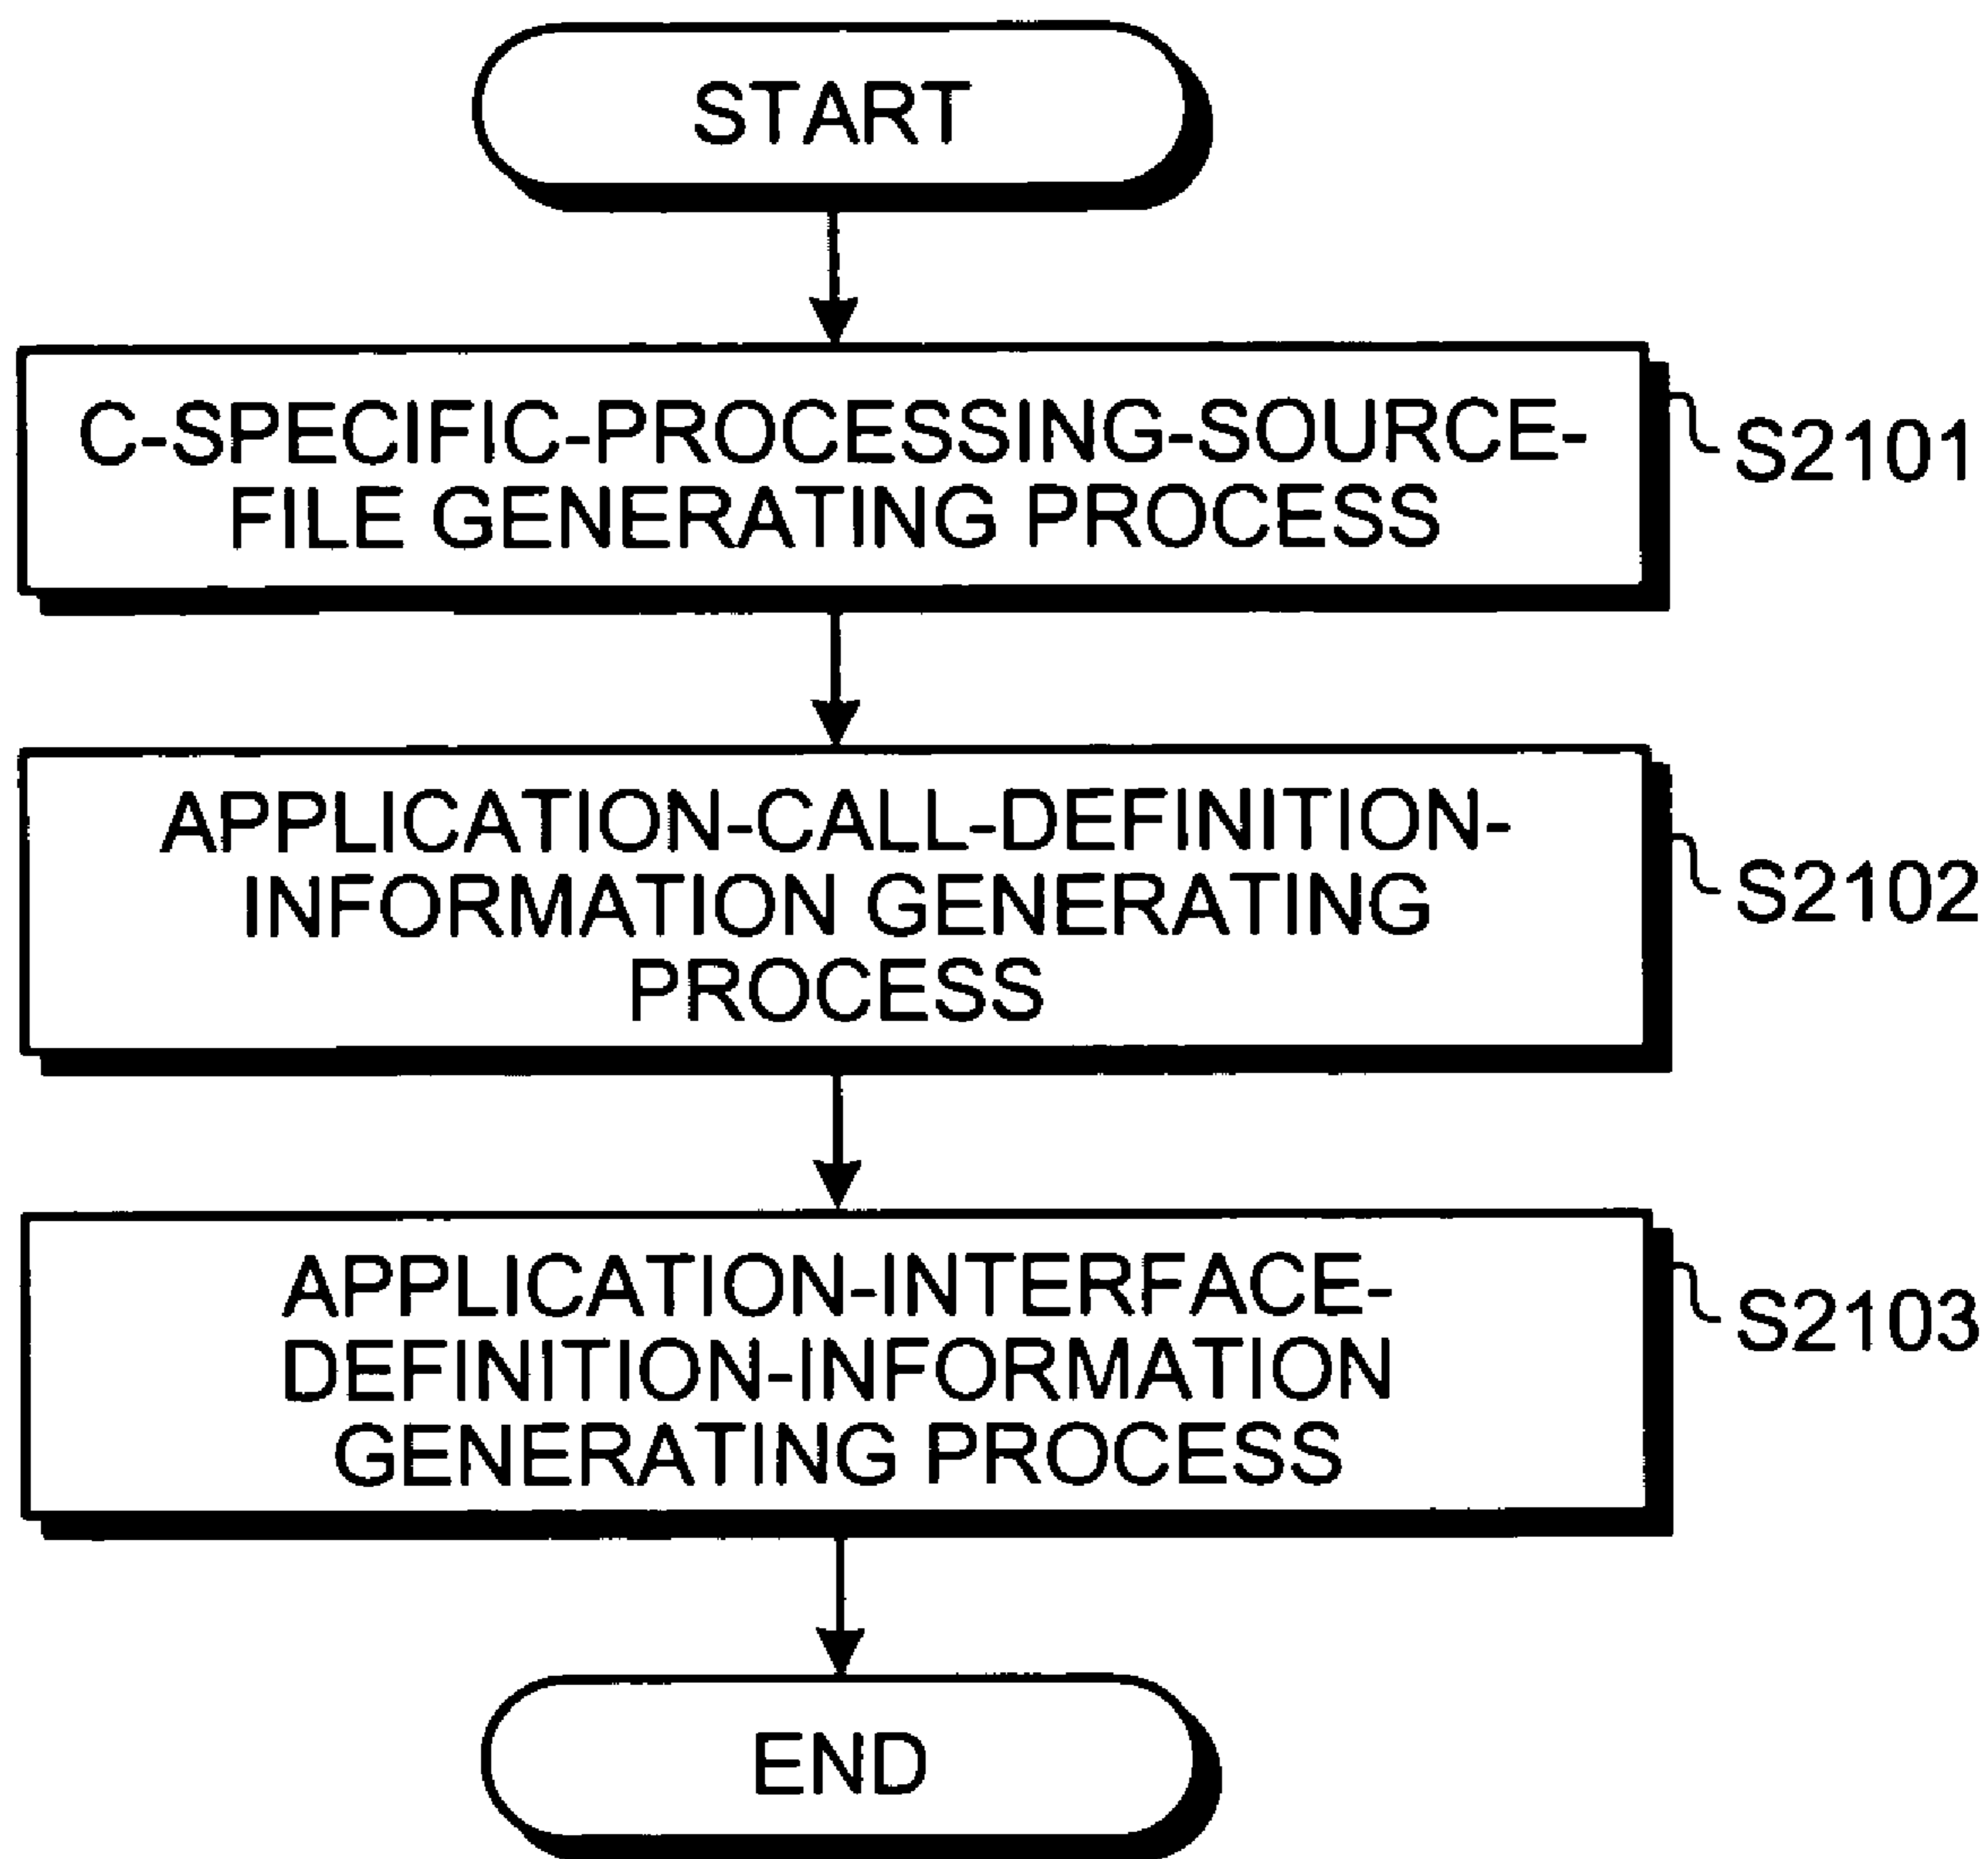 START
C-SPECIFIC-PROCESSING-SOURCE-
FILE GENERATING PROCESS
S2101
APPLICATION-CALL-DEFINITION-
INFORMATION GENERATING
PROCESS
S2102
APPLICATION-INTERFACE-
DEFINITION-INFORMATION
GENERATING PROCESS
S2103
END